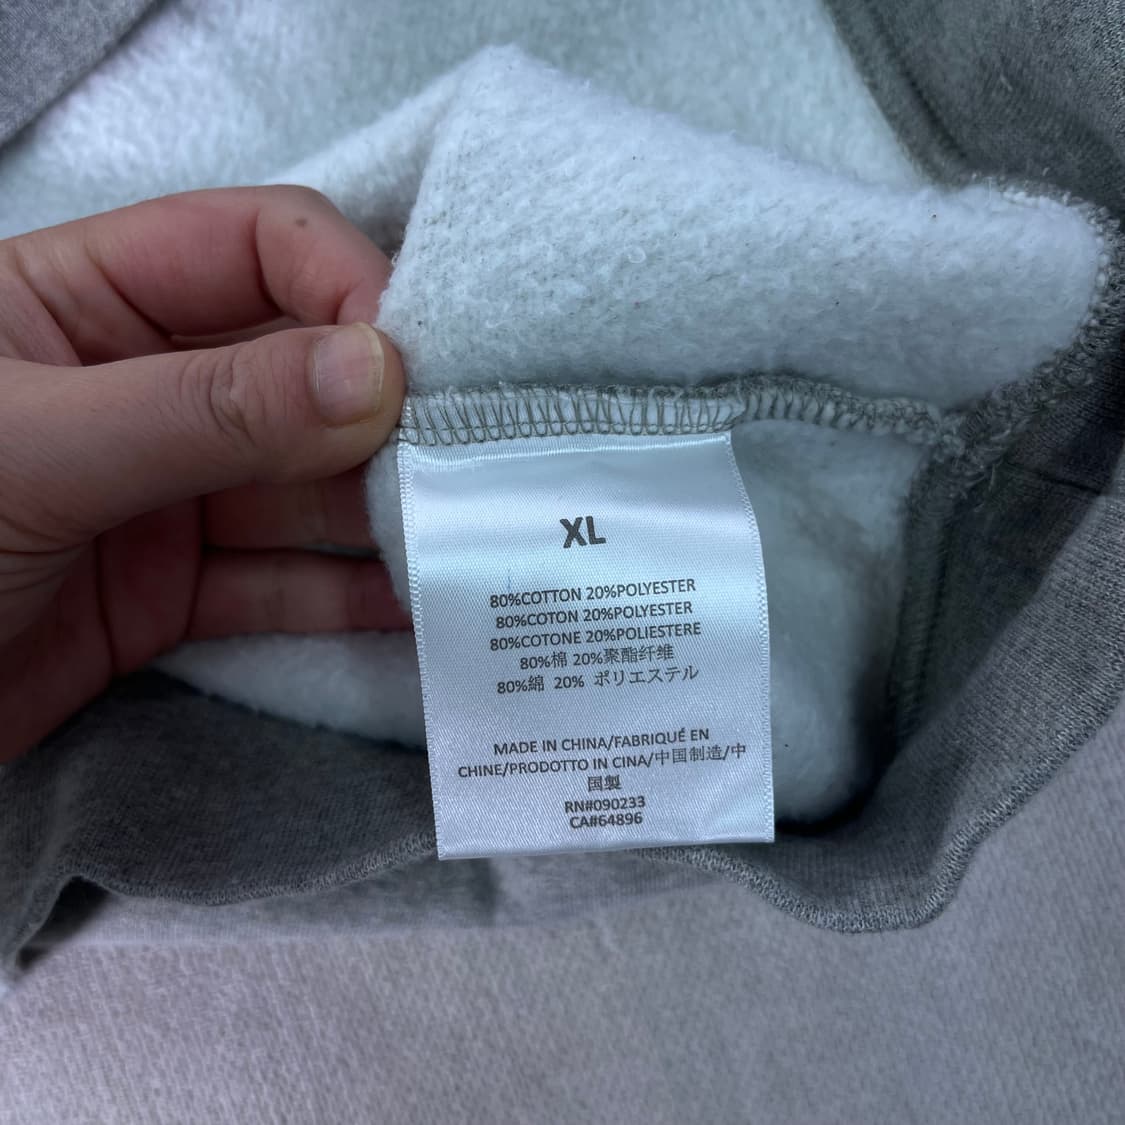 XL
80%COTTON 20%POLYESTER
80%COTON 20%POLYESTER
80%COTONE 20%POLIESTERE
80%棉 20%聚酯纤维
80%綿 20% ポリエステル
MADE IN CHINA/FABRIQUÉ EN
CHINE/PRODOTTO IN CINA/中国制造/中
国製
RN#090233
CA#64896